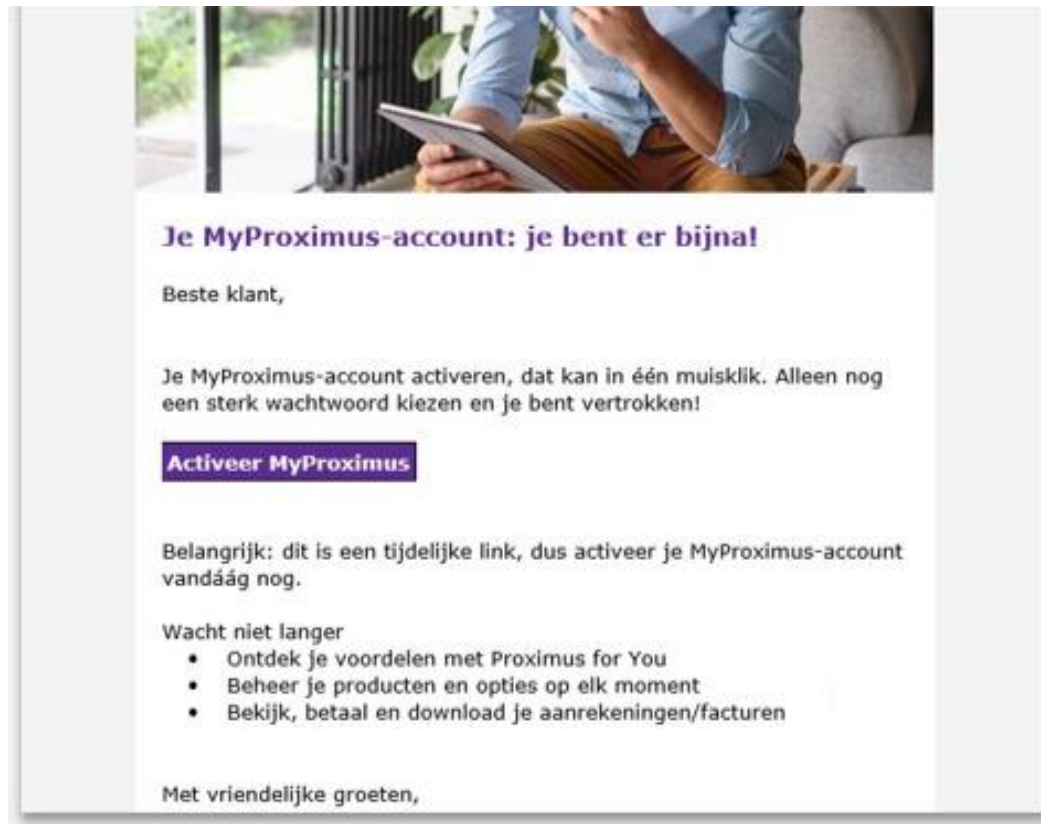 Je MyProximus-account: je bent er bijna!
Beste klant,
Je MyProximus-account activeren, dat kan in één muisklik. Alleen nog
een sterk wachtwoord kiezen en je bent vertrokken!
Activeer MyProximus
Belangrijk: dit is een tijdelijke link, dus activeer je MyProximus-account
vandáág nog.
Wacht niet langer
• Ontdek je voordelen met Proximus for You
• Beheer je producten en opties op elk moment
• Bekijk, betaal en download je aanrekeningen/facturen
Met vriendelijke groeten,